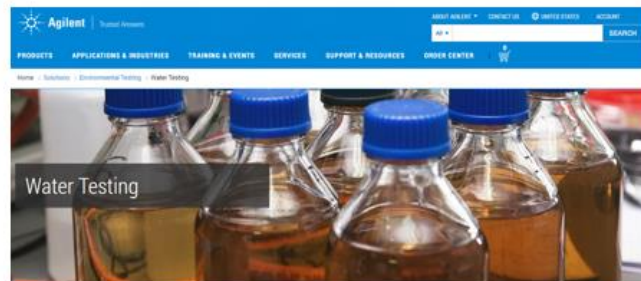 ABOUT AGILENT CONTACT US UNITED STATES ACCOUNT
Agilent Trusted Answers
All SEARCH
0
PRODUCTS APPLICATIONS & INDUSTRIES TRAINING & EVENTS SERVICES SUPPORT & RESOURCES ORDER CENTER
Home Solutions Environmental Testing Water Testing
Water Testing